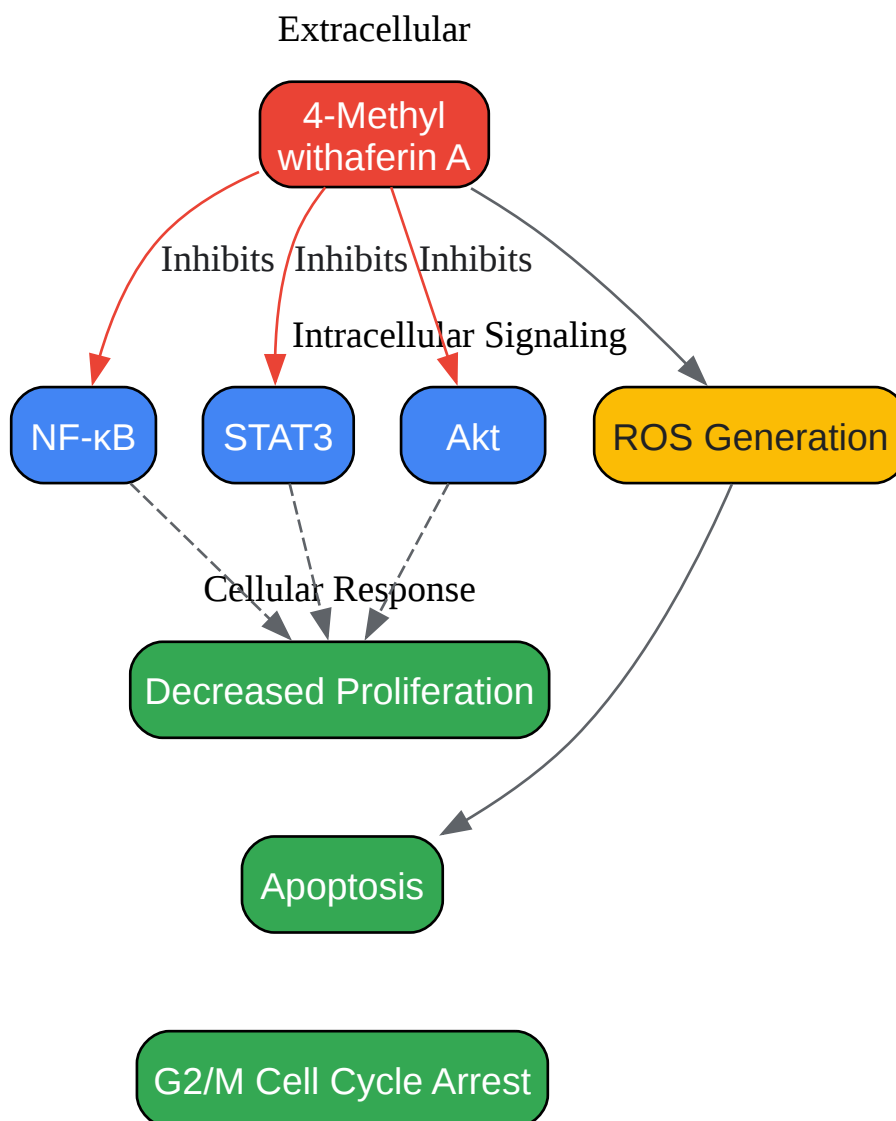 Extracellular
4-Methyl
withaferin A
Inhibits
Inhibits
Inhibits
Intracellular Signaling
NF-κB
STAT3
Akt
ROS Generation
Cellular Response
Decreased Proliferation
Apoptosis
G2/M Cell Cycle Arrest